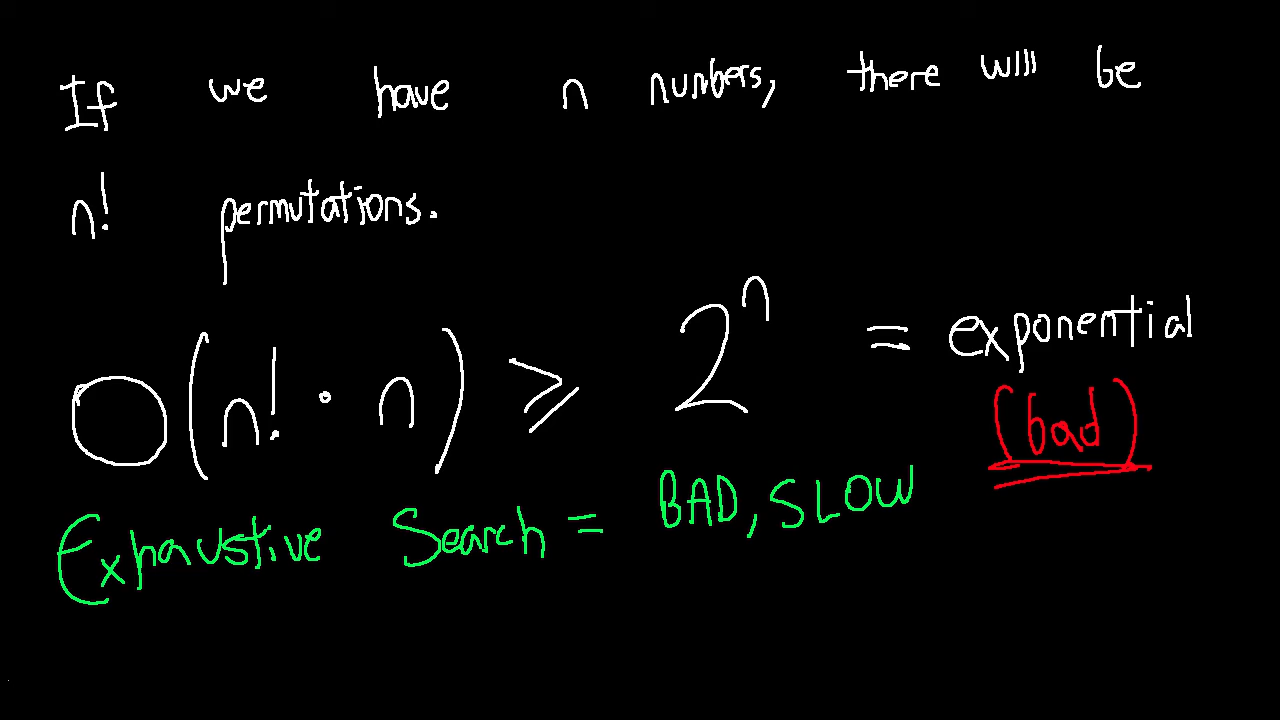 If we have n numbers, there will be
n! permutations.
O(n! · n) ≥ 2ⁿ = exponential
(bad)
Exhaustive Search = BAD, SLOW